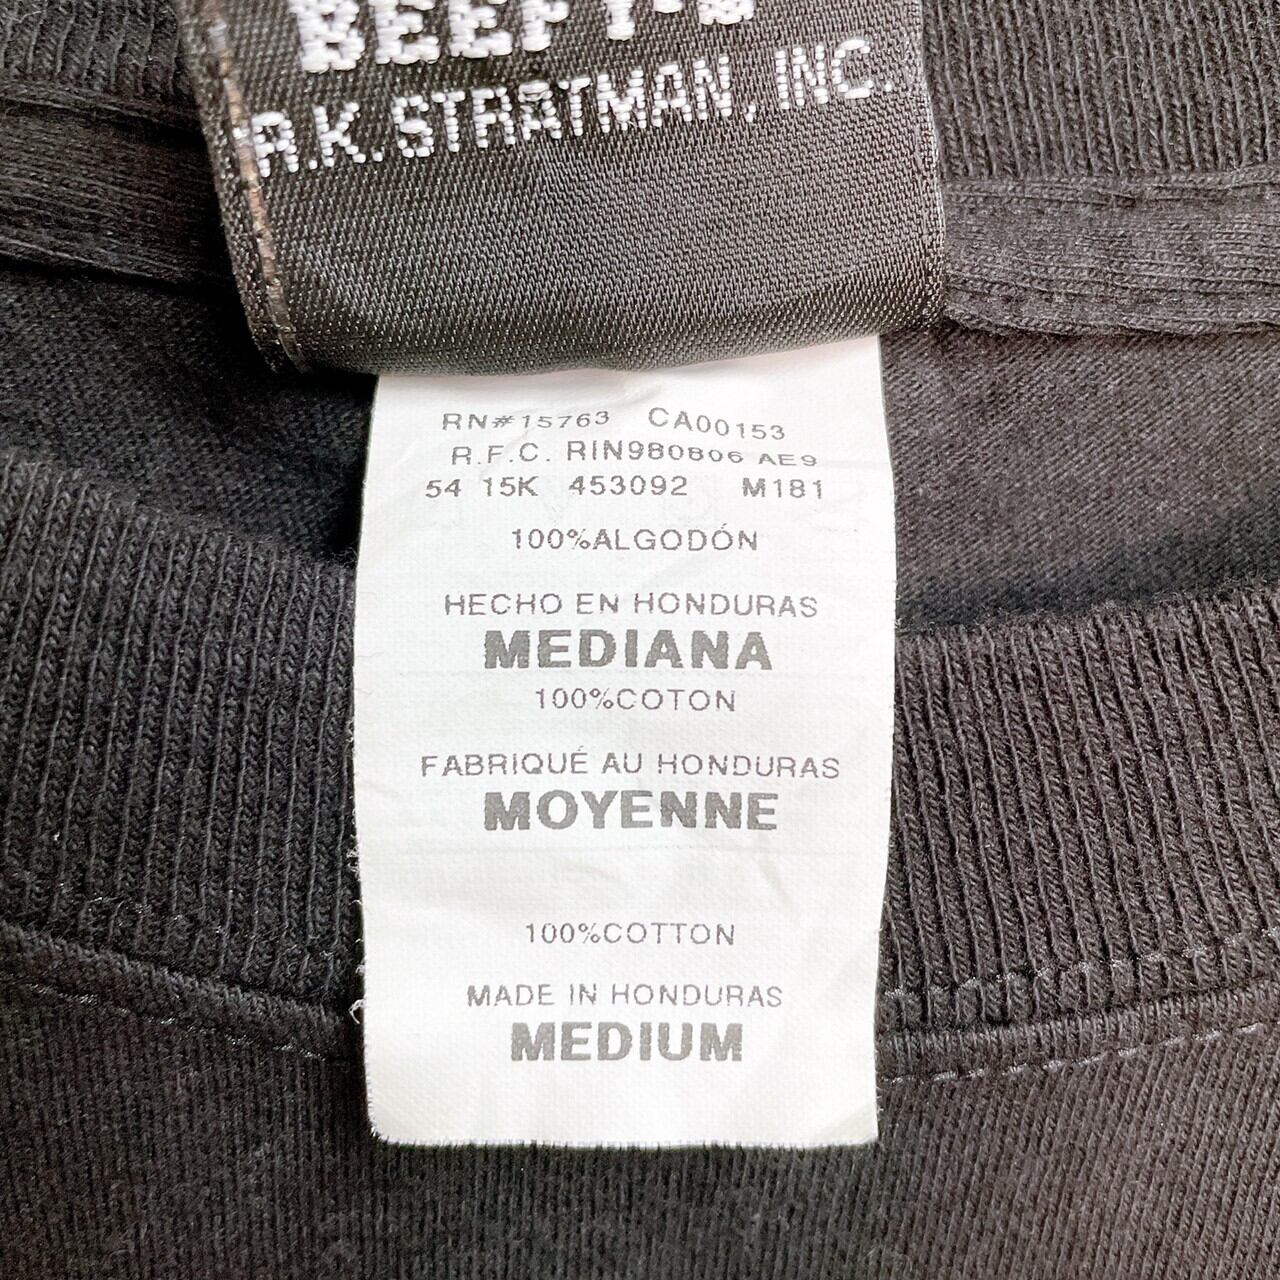 BEEFY-
R.K. STRATMAN, INC.
RN#15763 CA00153
R.F.C. RIN980806 AE9
54 15K 453092 M181
100%ALGODÓN
HECHO EN HONDURAS
MEDIANA
100%COTON
FABRIQUÉ AU HONDURAS
MOYENNE
100%COTTON
MADE IN HONDURAS
MEDIUM